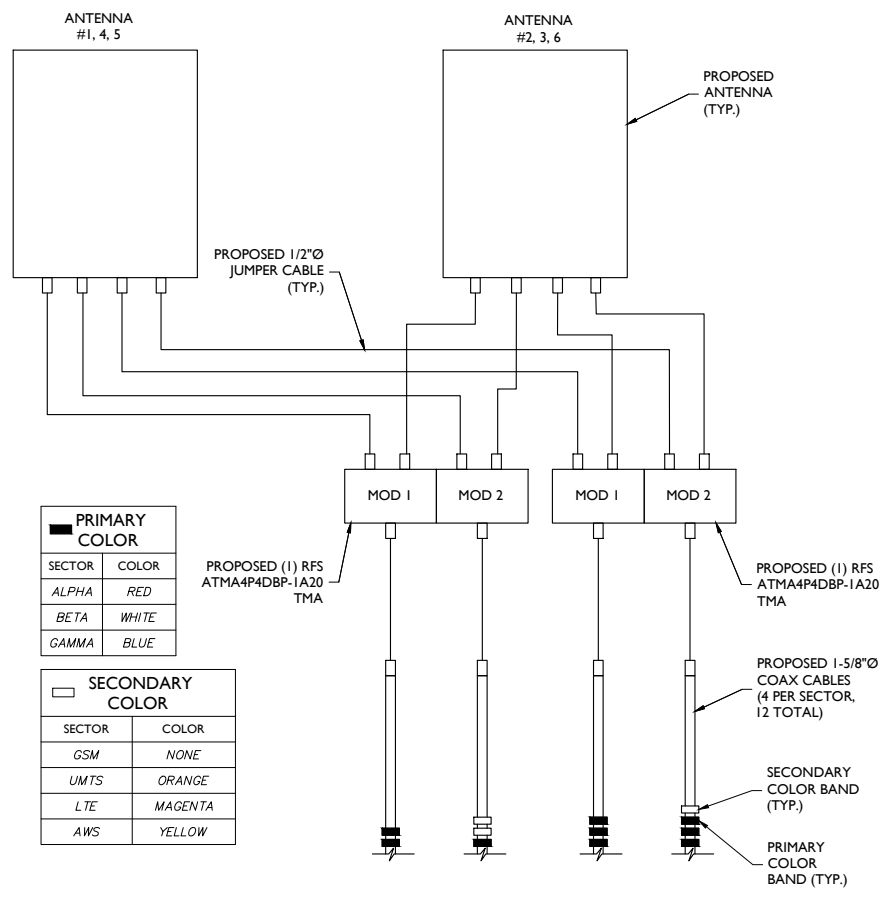 ANTENNA
#1, 4, 5
ANTENNA
#2, 3, 6
PROPOSED
ANTENNA
(TYP.)
PROPOSED 1/2"Ø
JUMPER CABLE
(TYP.)
MOD 1
MOD 2
MOD 1
MOD 2
PRIMARY
COLOR
SECTOR COLOR
ALPHA RED
BETA WHITE
GAMMA BLUE
PROPOSED (1) RFS
ATMA4P4DBP-1A20
TMA
PROPOSED (1) RFS
ATMA4P4DBP-1A20
TMA
SECONDARY
COLOR
SECTOR COLOR
GSM NONE
UMTS ORANGE
LTE MAGENTA
AWS YELLOW
PROPOSED 1-5/8"Ø
COAX CABLES
(4 PER SECTOR,
12 TOTAL)
SECONDARY
COLOR BAND
(TYP.)
PRIMARY
COLOR
BAND (TYP.)